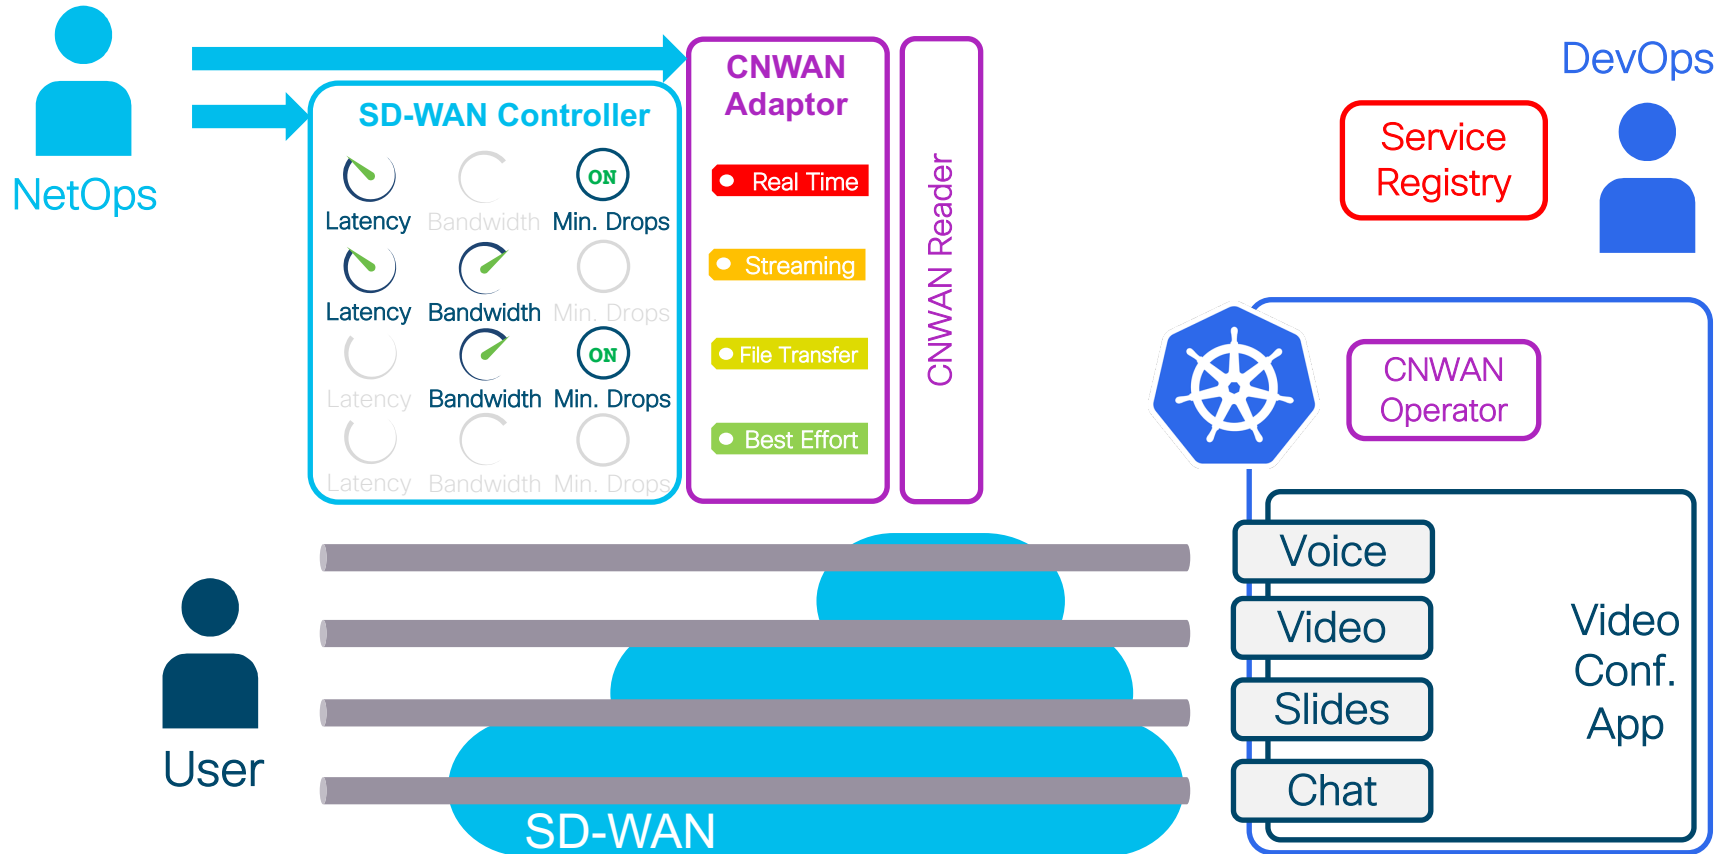 NetOps
SD-WAN Controller
ON
Latency Bandwidth Min. Drops
Latency Bandwidth Min. Drops
ON
Latency Bandwidth Min. Drops
Latency Bandwidth Min. Drops
CNWAN
Adaptor
Real Time
Streaming
File Transfer
Best Effort
CNWAN Reader
Service
Registry
DevOps
CNWAN
Operator
User
SD-WAN
Voice
Video
Slides
Chat
Video
Conf.
App